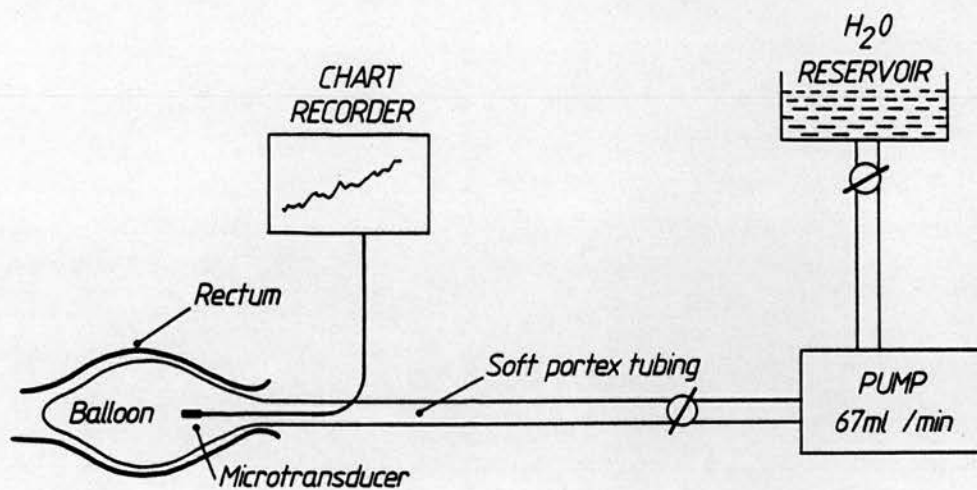 H₂O
RESERVOIR
CHART
RECORDER
Rectum
Soft portex tubing
Balloon
PUMP
67ml /min
Microtransducer